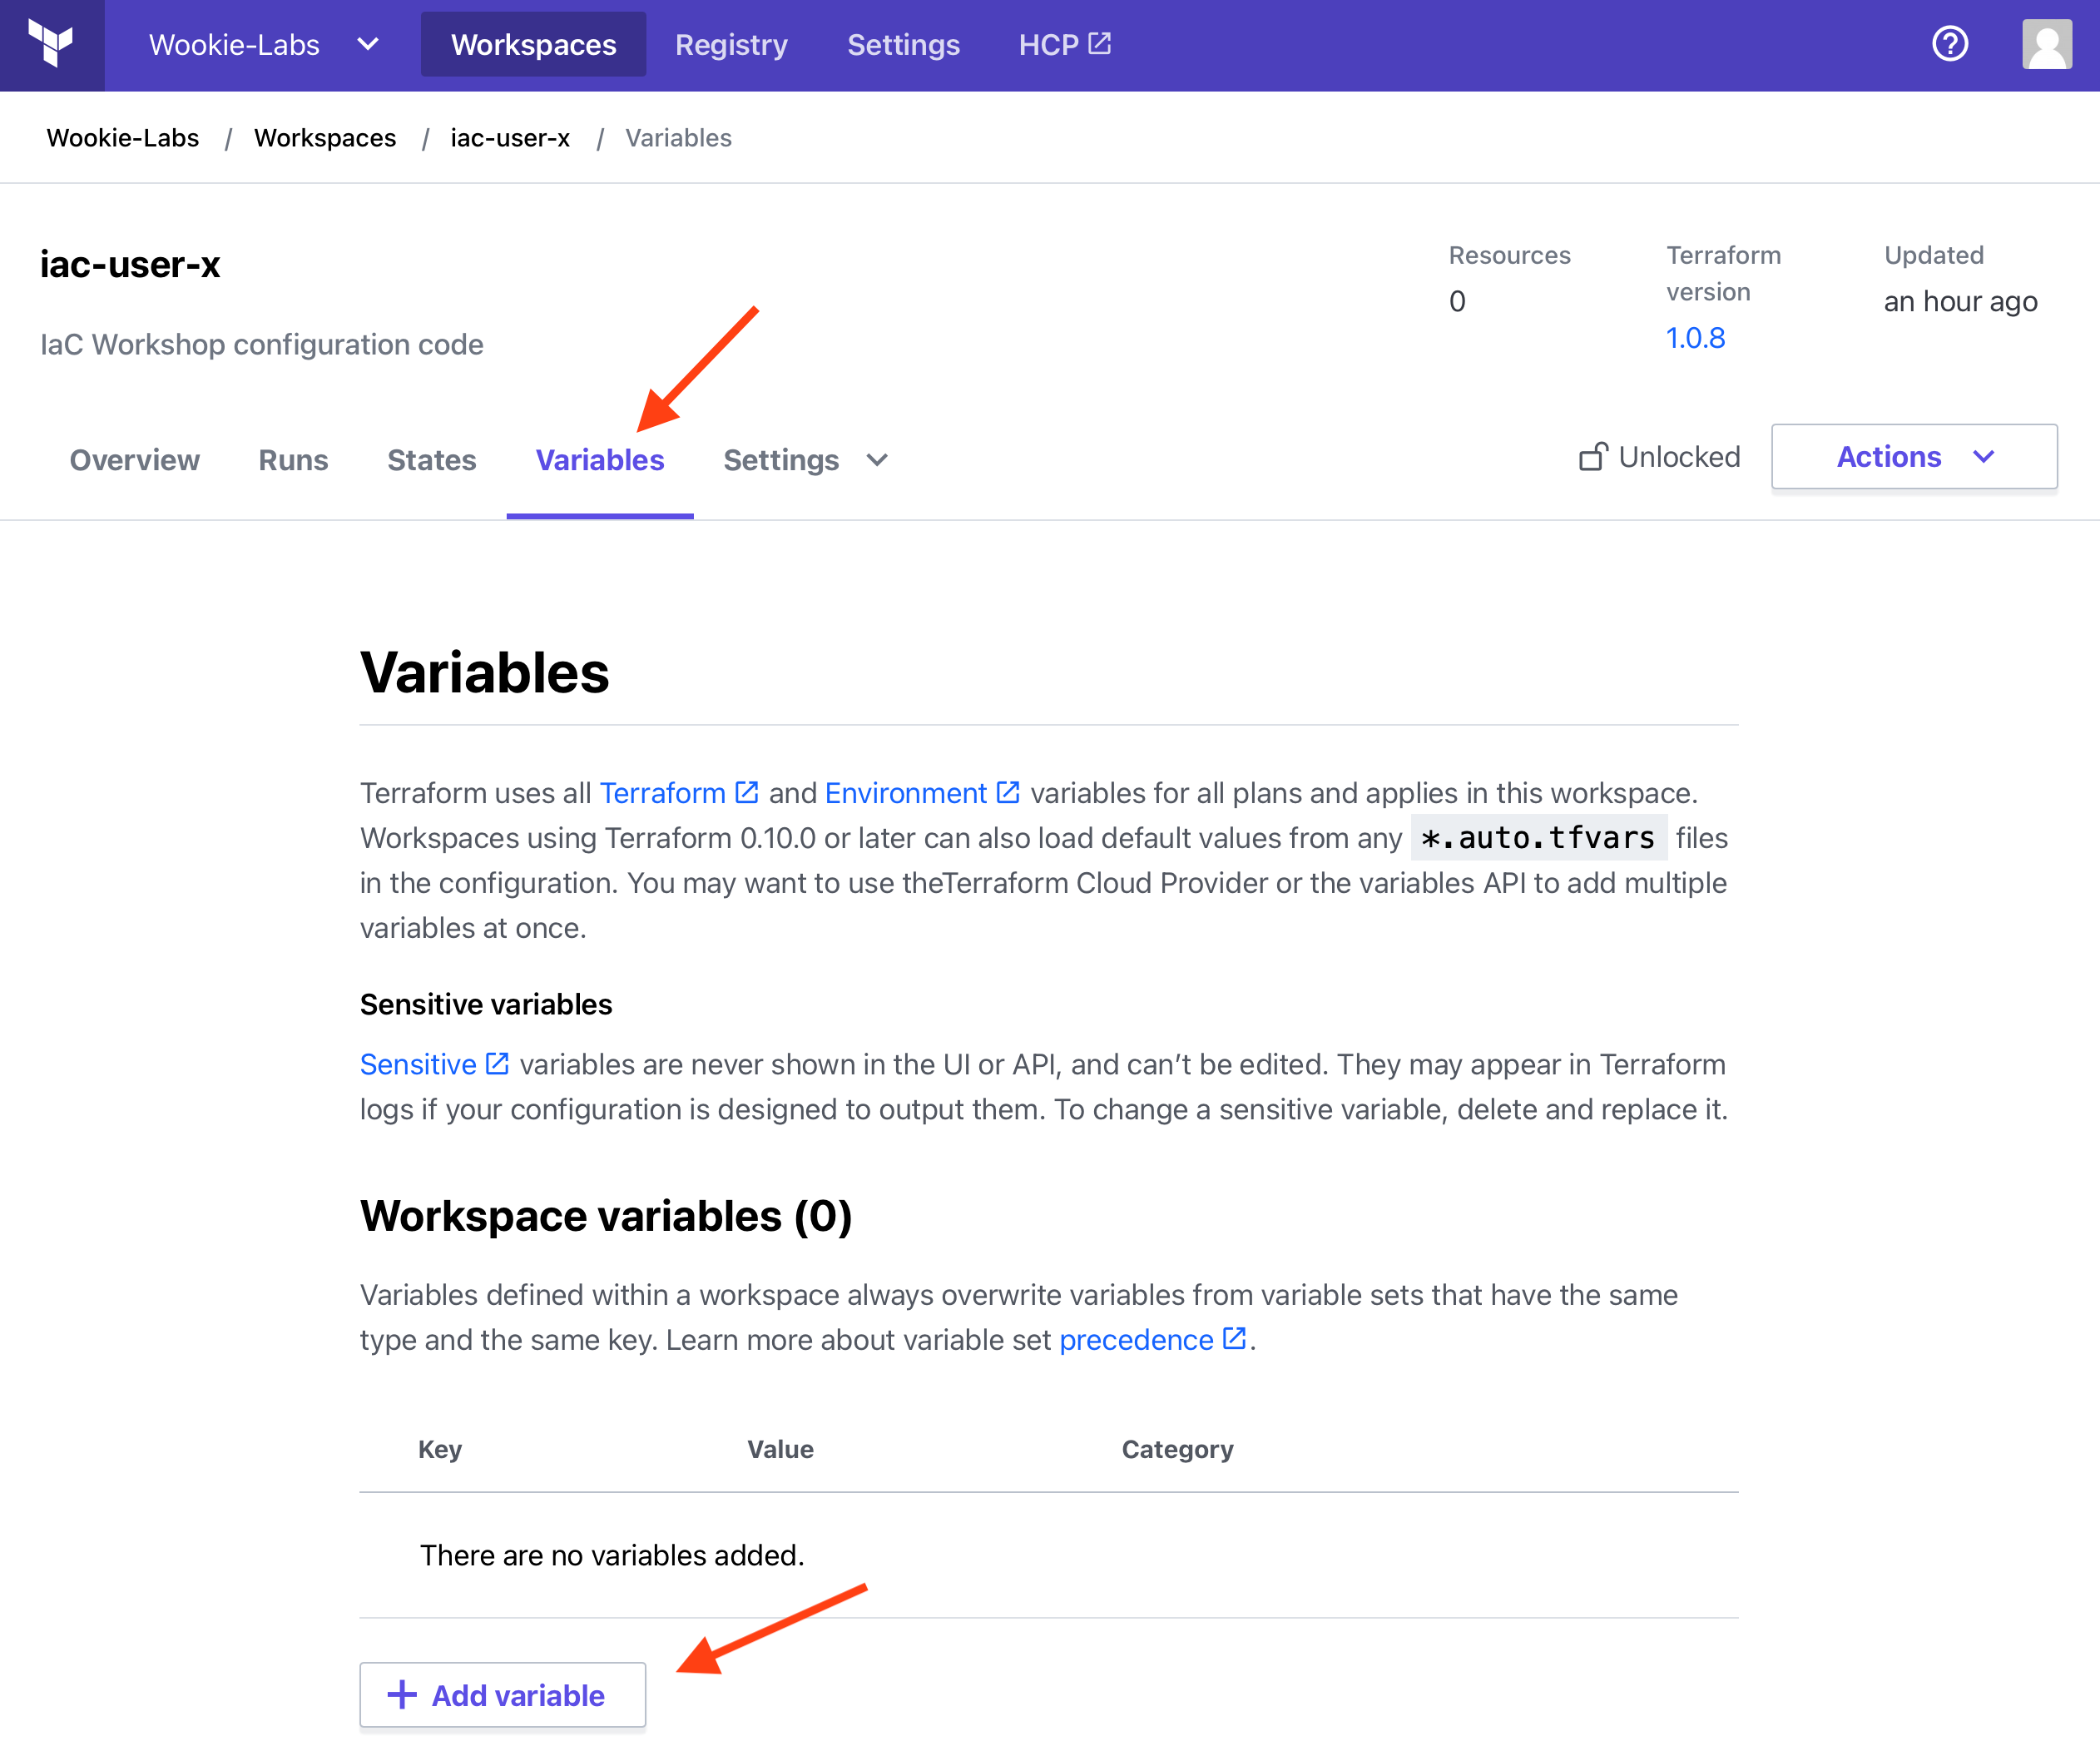 Wookie-Labs Workspaces Registry Settings HCP
Wookie-Labs / Workspaces / iac-user-x / Variables
iac-user-x
IaC Workshop configuration code
Resources
0
Terraform
version
1.0.8
Updated
an hour ago
Overview Runs States Variables Settings
Unlocked Actions
Variables
Terraform uses all Terraform and Environment variables for all plans and applies in this workspace.
Workspaces using Terraform 0.10.0 or later can also load default values from any *.auto.tfvars files
in the configuration. You may want to use theTerraform Cloud Provider or the variables API to add multiple
variables at once.
Sensitive variables
Sensitive variables are never shown in the UI or API, and can’t be edited. They may appear in Terraform
logs if your configuration is designed to output them. To change a sensitive variable, delete and replace it.
Workspace variables (0)
Variables defined within a workspace always overwrite variables from variable sets that have the same
type and the same key. Learn more about variable set precedence.
Key Value Category
There are no variables added.
+ Add variable